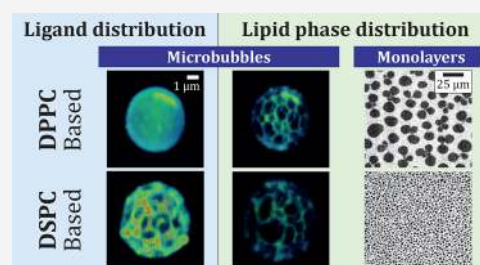 Ligand distribution Lipid phase distribution
Microbubbles Monolayers
1 μm 25 μm
DPPC
Based
DSPC
Based